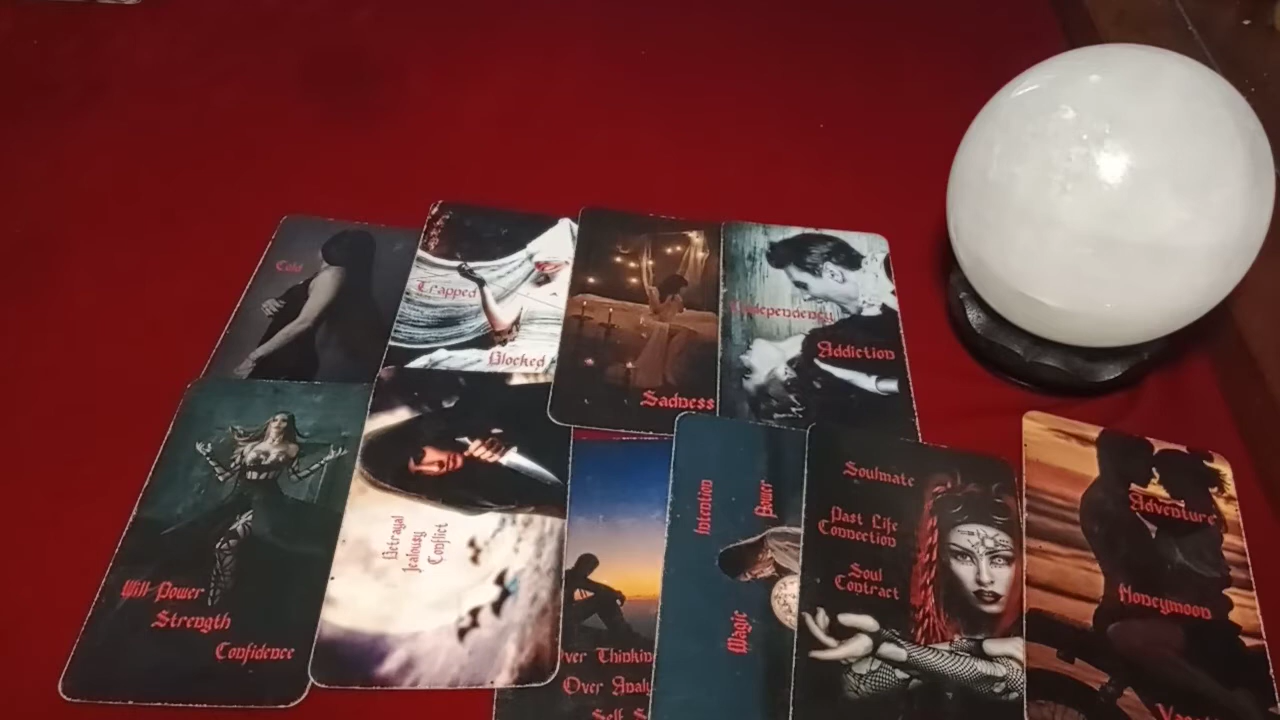 Cold
Trapped
Blocked
Sadness
Addiction
Will Power
Strength
Confidence
Betrayal
Jealousy
Conflict
Over
Intention
Power
Magic
Soulmate
Past Life
Connection
Soul
Contract
Adventure
Honeymoon